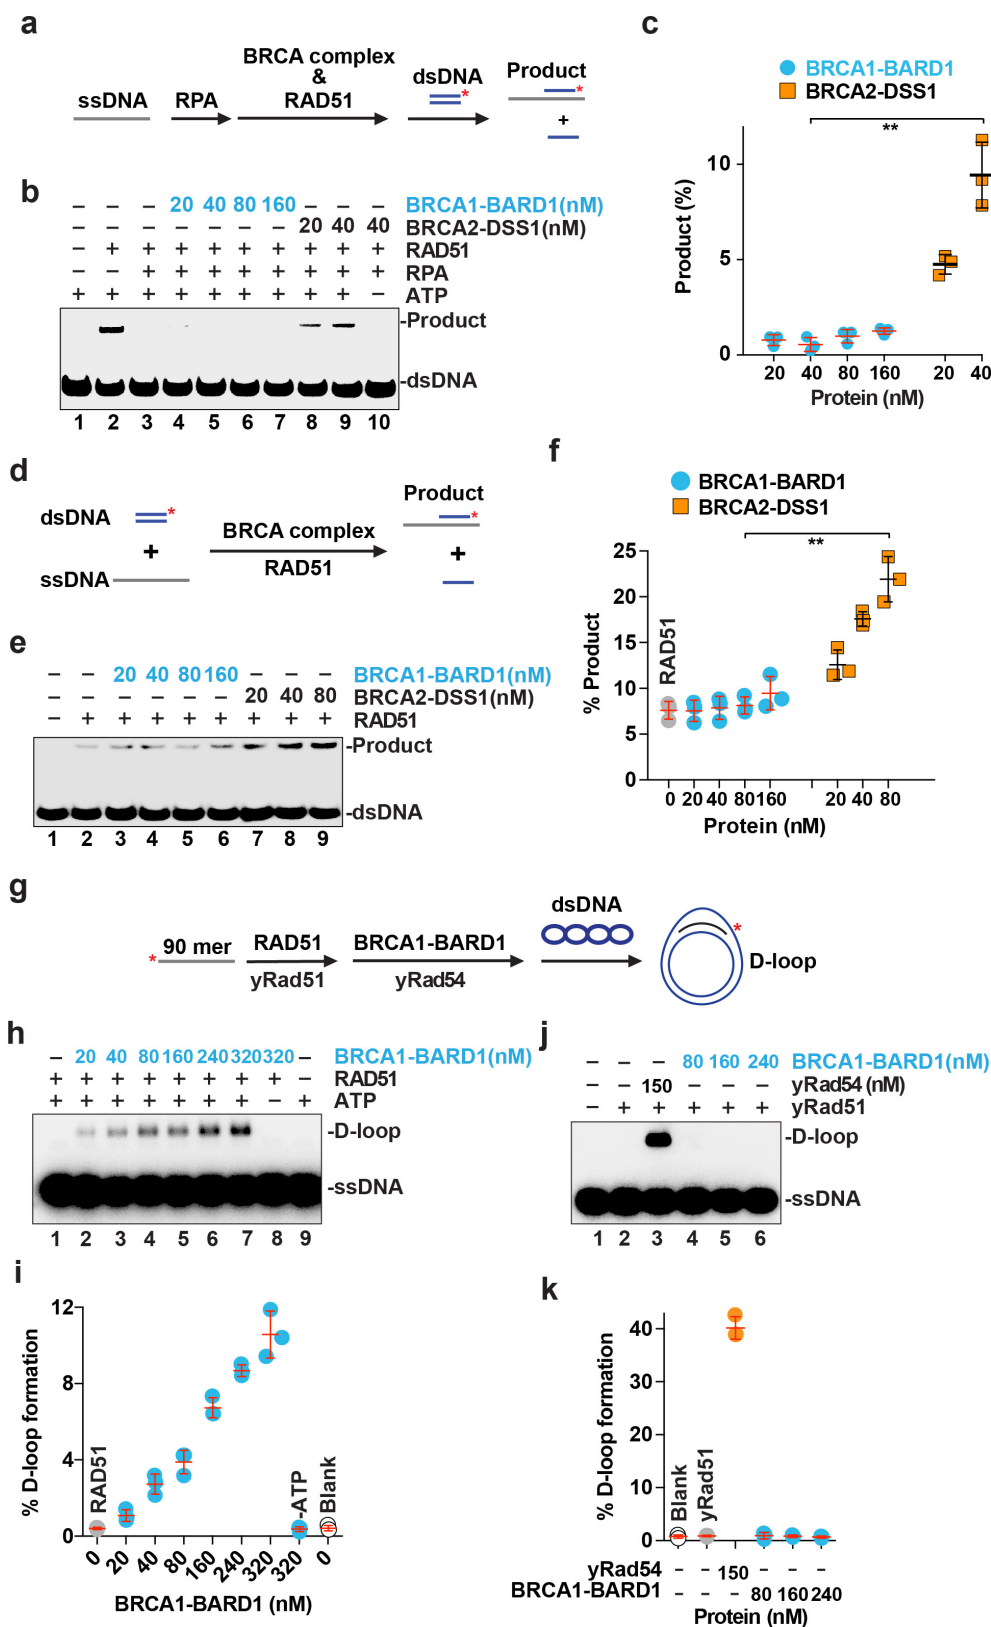 a
BRCA complex
&
ssDNA RPA RAD51 dsDNA Product
* *
+
b
– – – 20 40 80 160 – – – BRCA1-BARD1(nM)
– – – – – – – 20 40 40 BRCA2-DSS1(nM)
– + + + + + + + + + RAD51
– – + + + + + + + + RPA
+ + + + + + + + + – ATP
-Product
-dsDNA
1 2 3 4 5 6 7 8 9 10
c
BRCA1-BARD1
BRCA2-DSS1
**
Product (%)
10
5
0
20 40 80 160 20 40
Protein (nM)
d
dsDNA * Product
+ BRCA complex *
ssDNA RAD51 +
e
– – 20 40 80 160 – – – BRCA1-BARD1(nM)
– – – – – – 20 40 80 BRCA2-DSS1(nM)
– + + + + + + + + RAD51
-Product
-dsDNA
1 2 3 4 5 6 7 8 9
f
BRCA1-BARD1
BRCA2-DSS1
**
% Product
25
20
15
10
5
0
RAD51
0 20 40 80 160 20 40 80
Protein (nM)
g
dsDNA
* 90 mer RAD51 BRCA1-BARD1 *
yRad51 yRad54 D-loop
h
– 20 40 80 160 240 320 320 – BRCA1-BARD1(nM)
+ + + + + + + + – RAD51
+ + + + + + + – + ATP
-D-loop
-ssDNA
1 2 3 4 5 6 7 8 9
j
– – – 80 160 240 BRCA1-BARD1(nM)
– – 150 – – – yRad54 (nM)
– + + + + + yRad51
-D-loop
-ssDNA
1 2 3 4 5 6
i
% D-loop formation
12
8
4
0
RAD51
-ATP
Blank
0 20 40 80 160 240 320 320 0
BRCA1-BARD1 (nM)
k
% D-loop formation
40
30
20
10
0
Blank
yRad51
yRad54 – – 150 – – –
BRCA1-BARD1 – – – 80 160 240
Protein (nM)